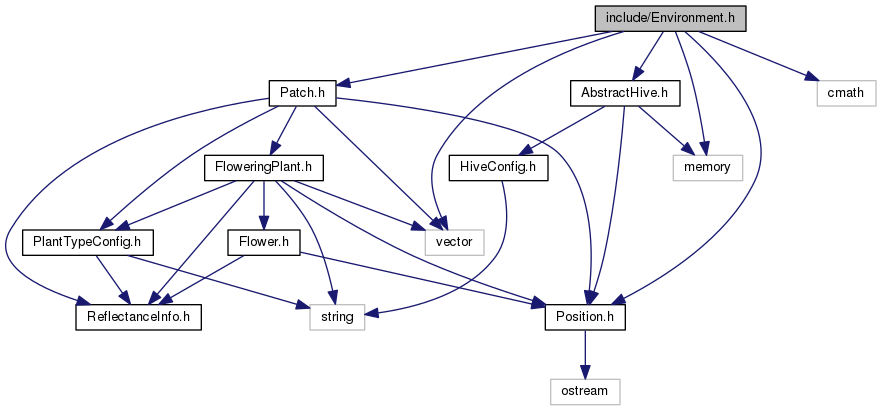 include/Environment.h
Patch.h
AbstractHive.h
cmath
FloweringPlant.h
HiveConfig.h
memory
PlantTypeConfig.h
Flower.h
vector
ReflectanceInfo.h
string
Position.h
ostream